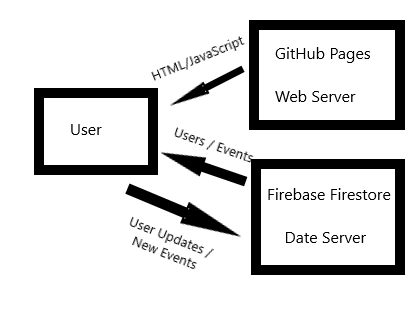 HTML/JavaScript
GitHub Pages
Web Server
User
Users / Events
Firebase Firestore
Date Server
User Updates /
New Events